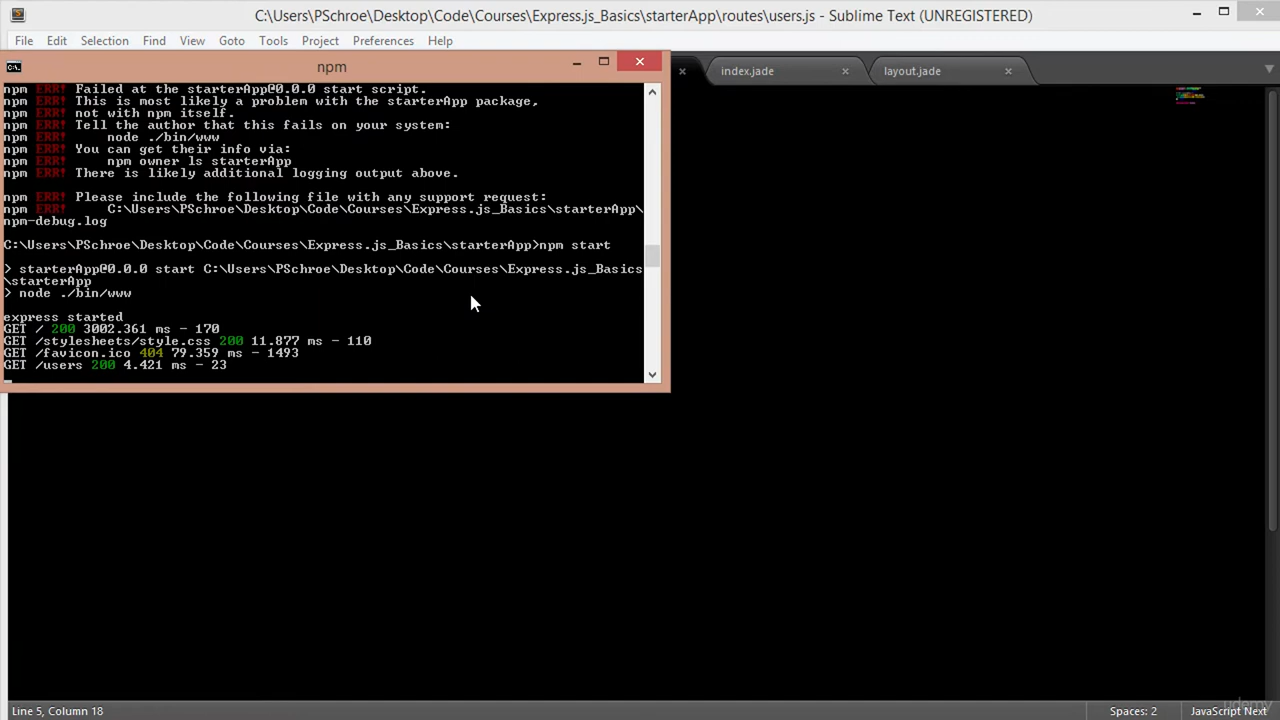 C:\Users\PSchroe\Desktop\Code\Courses\Express.js_Basics\starterApp\routes\users.js - Sublime Text (UNREGISTERED)
File Edit Selection Find View Goto Tools Project Preferences Help
npm
index.jade
layout.jade
npm ERR! Failed at the starterApp@0.0.0 start script.
npm ERR! This is most likely a problem with the starterApp package,
npm ERR! not with npm itself.
npm ERR! Tell the author that this fails on your system:
npm ERR! node ./bin/www
npm ERR! You can get their info via:
npm ERR! npm owner ls starterApp
npm ERR! There is likely additional logging output above.
npm ERR! Please include the following file with any support request:
npm ERR! C:\Users\PSchroe\Desktop\Code\Courses\Express.js_Basics\starterApp\
npm-debug.log
C:\Users\PSchroe\Desktop\Code\Courses\Express.js_Basics\starterApp>npm start
> starterApp@0.0.0 start C:\Users\PSchroe\Desktop\Code\Courses\Express.js_Basics
\starterApp
> node ./bin/www
express started
GET / 200 3002.361 ms - 170
GET /stylesheets/style.css 200 11.877 ms - 110
GET /favicon.ico 404 79.359 ms - 1493
GET /users 200 4.421 ms - 23
Line 5, Column 18
Spaces: 2
JavaScript Next
udemy